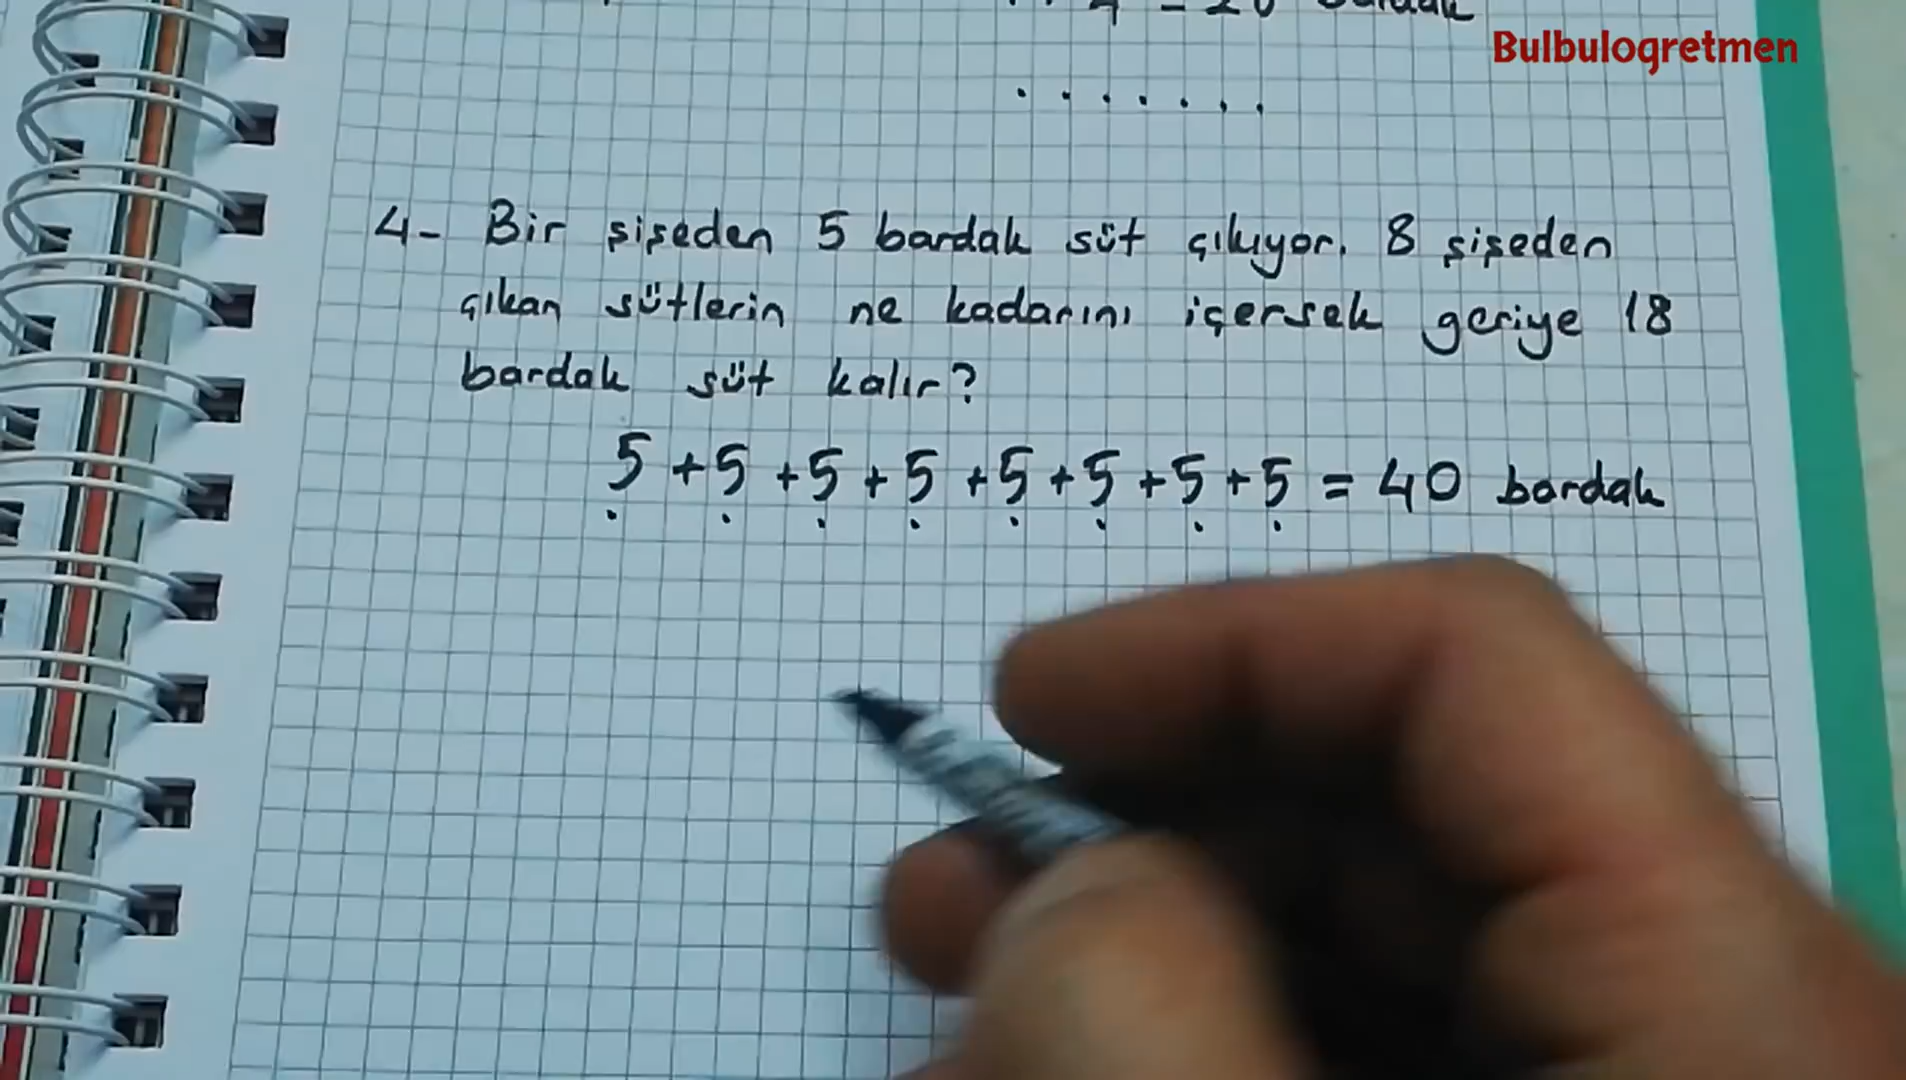 Bulbulogretmen
4- Bir şişeden 5 bardak süt çıkıyor. 8 şişeden
çıkan sütlerin ne kadarını içersek geriye 18
bardak süt kalır?
5 + 5 + 5 + 5 + 5 + 5 + 5 + 5 = 40 bardak